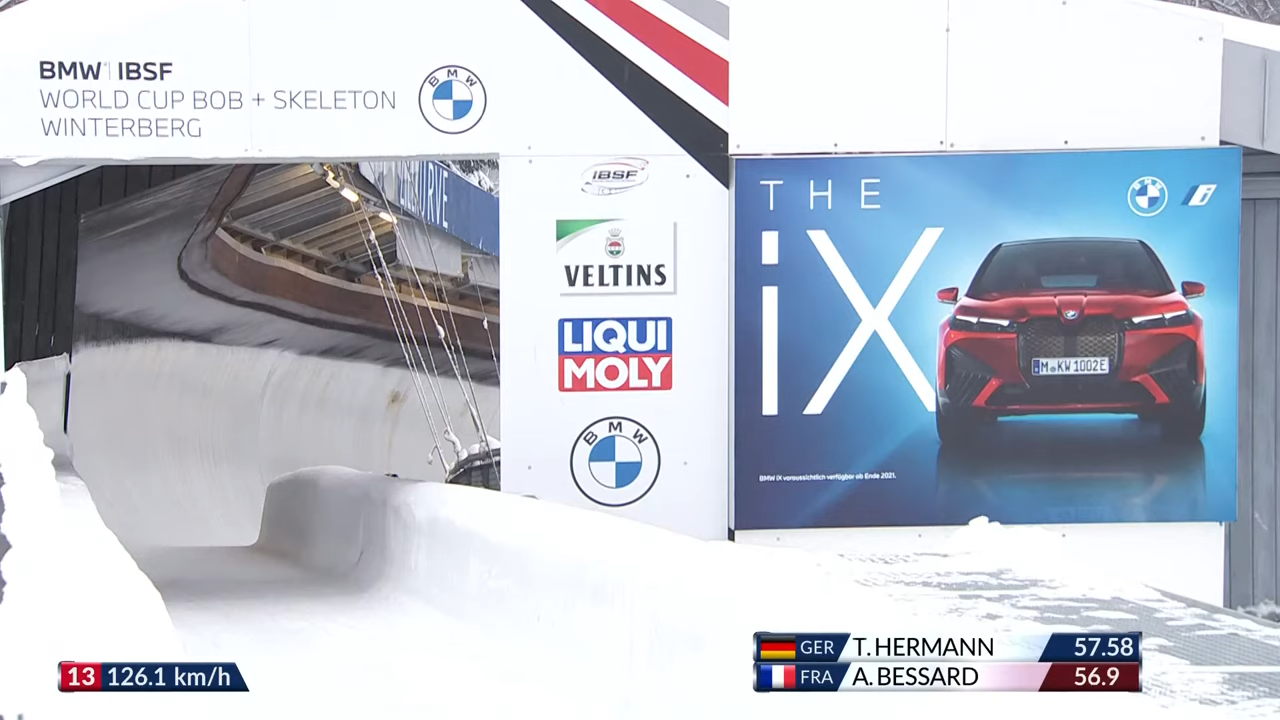 BMW IBSF
WORLD CUP BOB + SKELETON
WINTERBERG
BMW
IBSF
VELTINS
LIQUI
MOLY
BMW
THE
iX
BMW
i
M KW 1002E
BMW iX voraussichtlich verfügbar ab Ende 2021.
GER T. HERMANN 57.58
FRA A. BESSARD 56.9
13 126.1 km/h